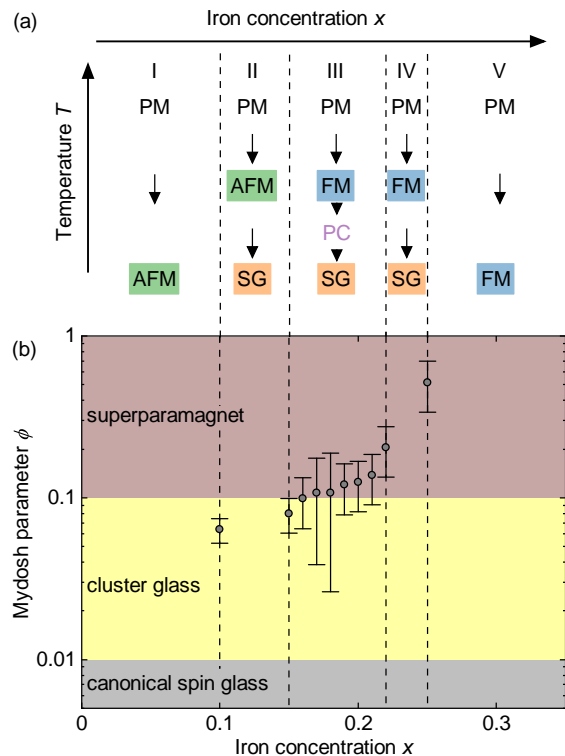 (a)
Iron concentration x
Temperature T
I II III IV V
PM PM PM PM PM
AFM FM FM
PC
AFM SG SG SG FM
(b)
Mydosh parameter ϕ
1
superparamagnet
0.1
cluster glass
0.01
canonical spin glass
0 0.1 0.2 0.3
Iron concentration x